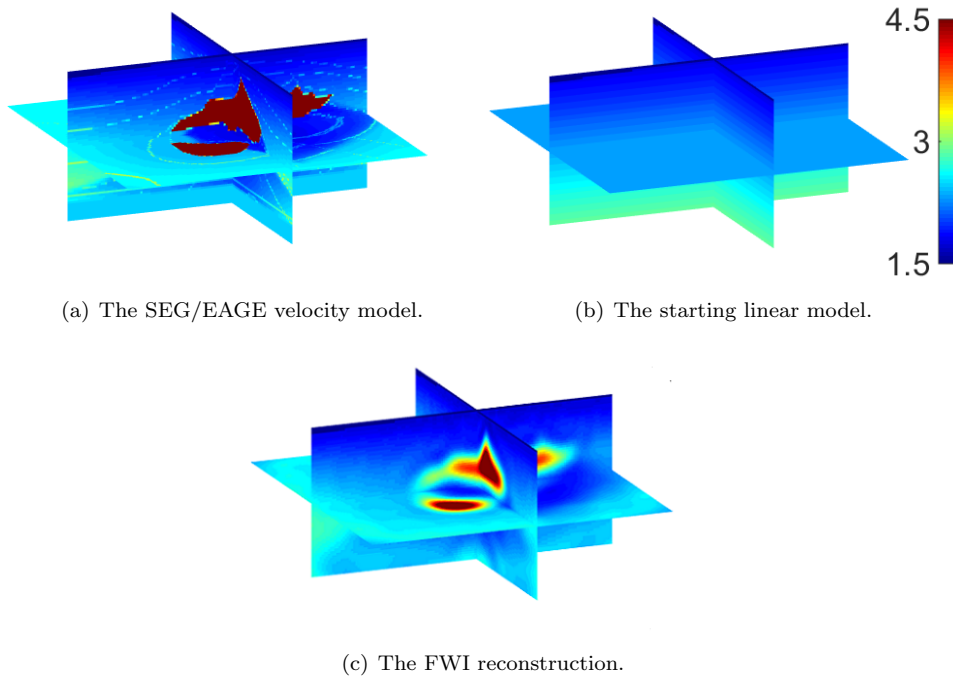 4.5
3
1.5
(a) The SEG/EAGE velocity model.
(b) The starting linear model.
(c) The FWI reconstruction.